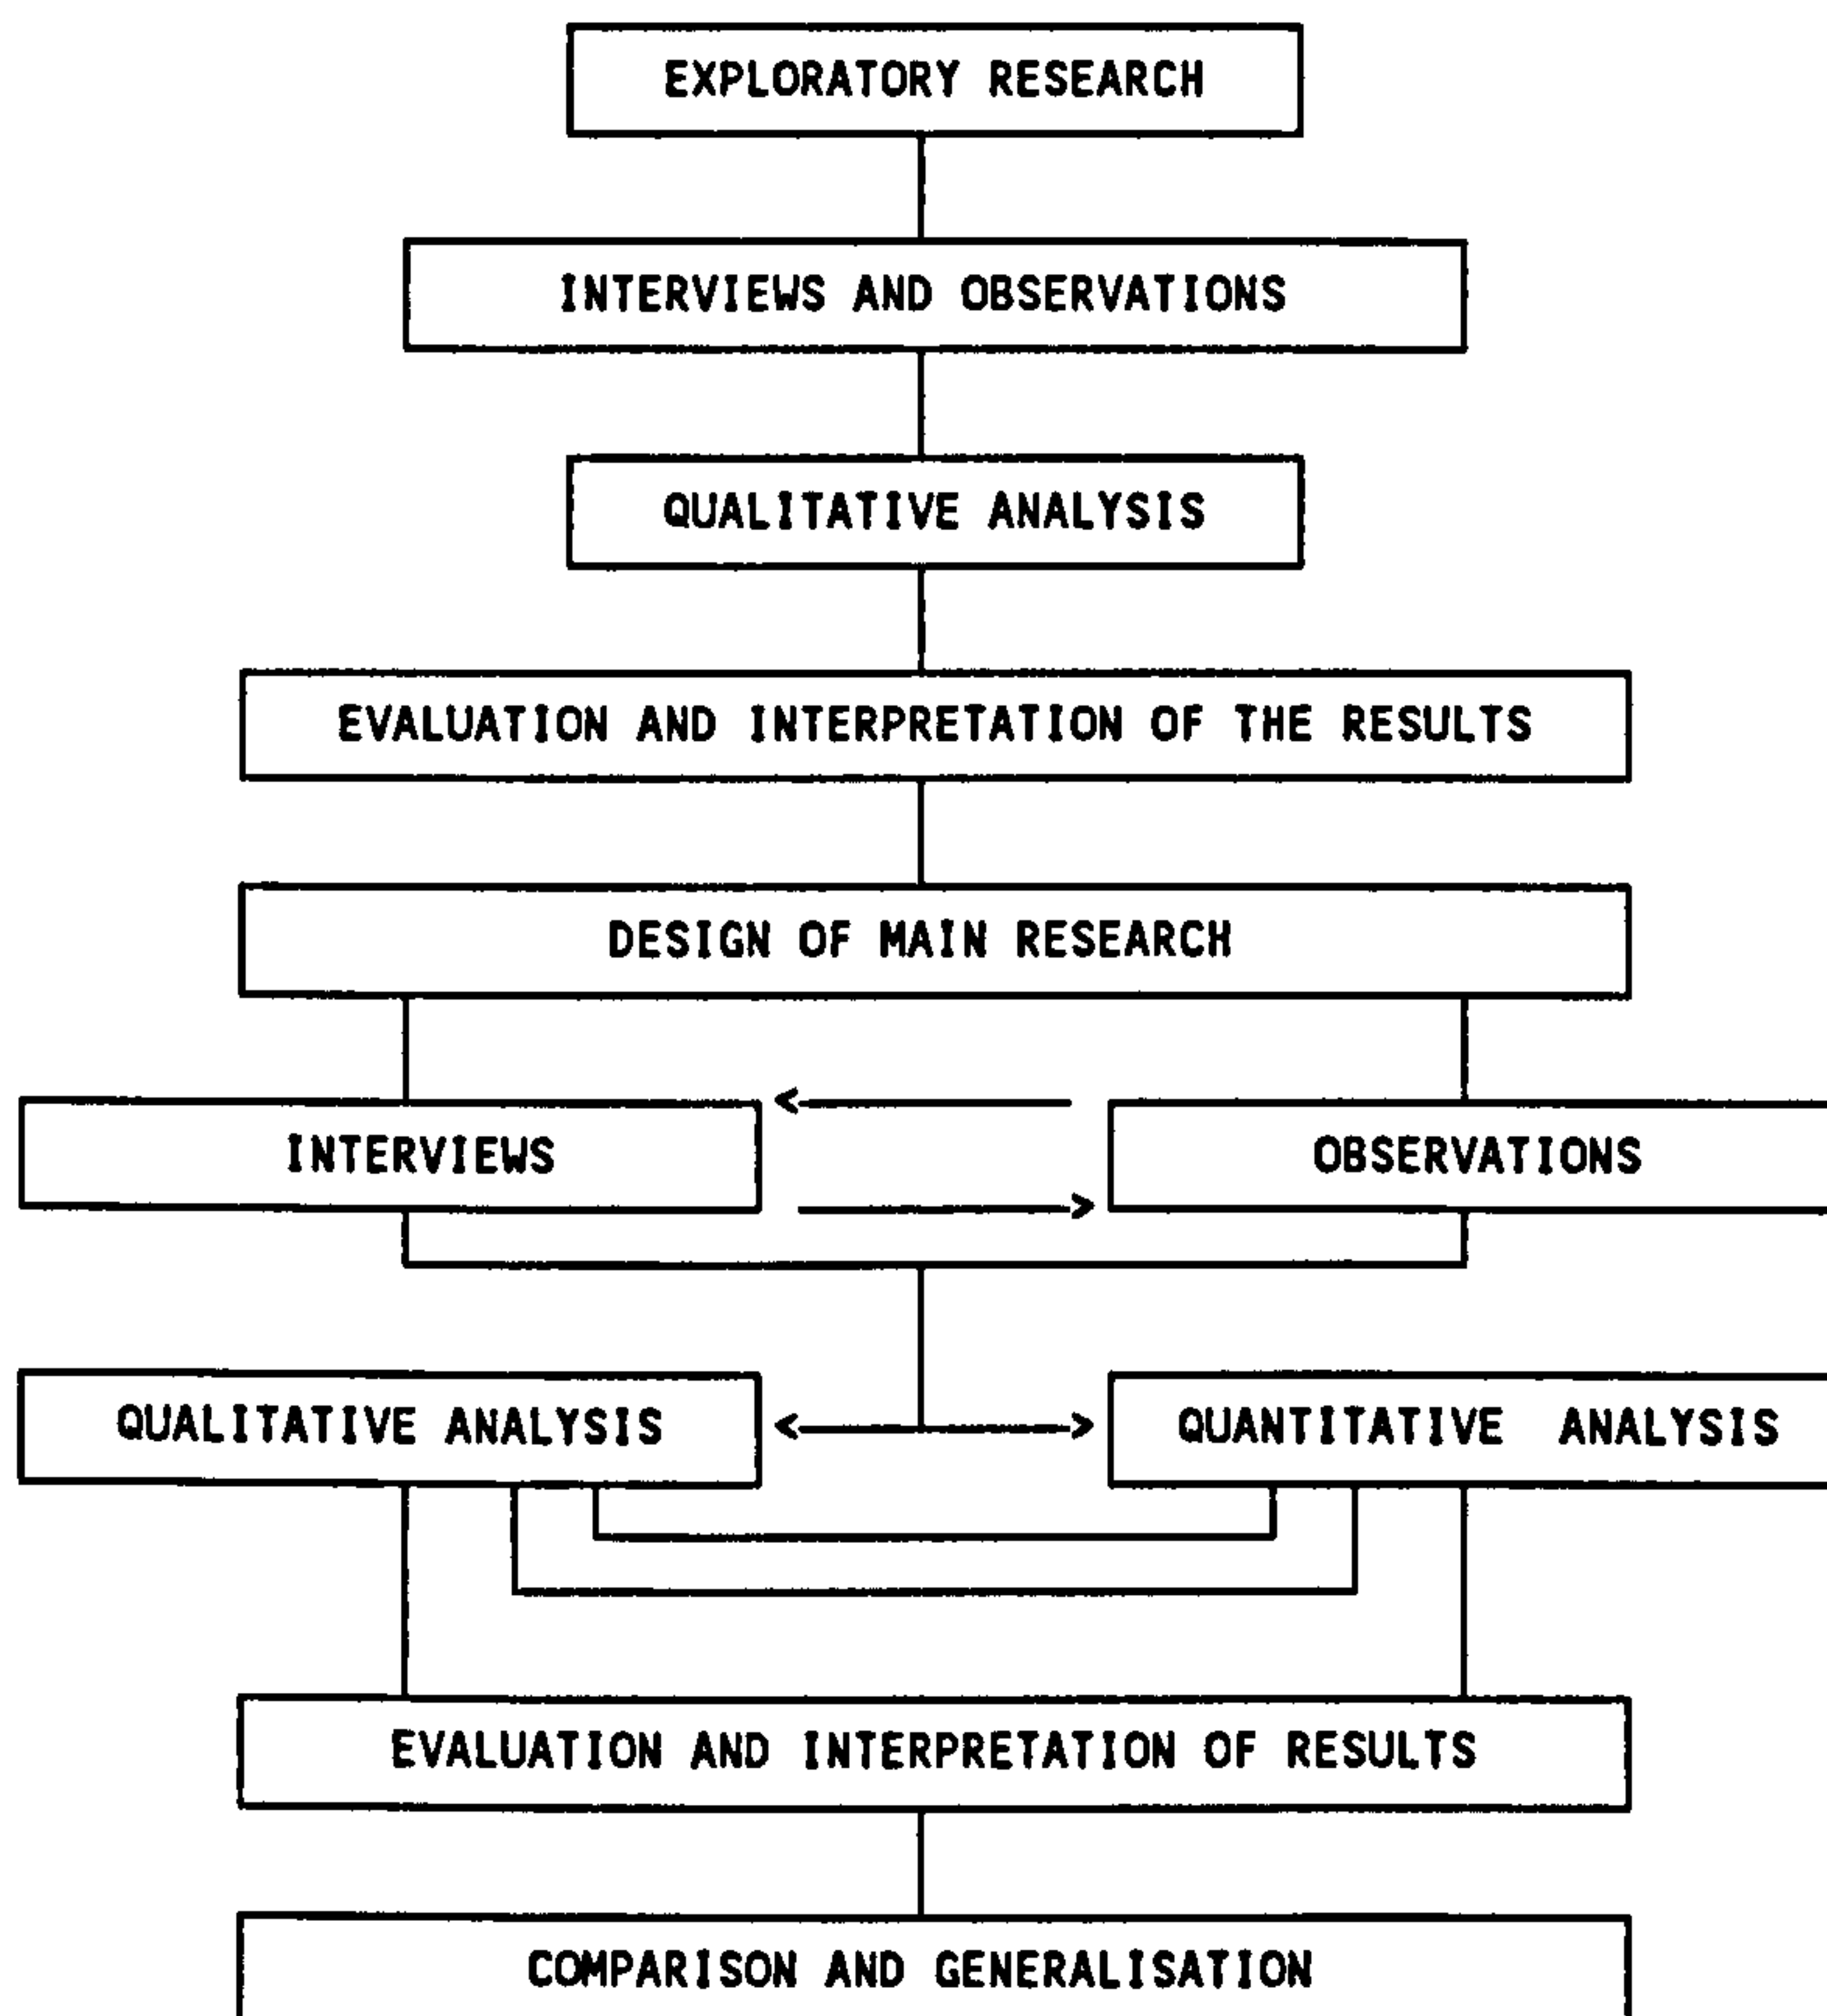 EXPLORATORY RESEARCH
INTERVIEWS AND OBSERVATIONS
QUALITATIVE ANALYSIS
EVALUATION AND INTERPRETATION OF THE RESULTS
DESIGN OF MAIN RESEARCH
INTERVIEWS
OBSERVATIONS
QUALITATIVE ANALYSIS
QUANTITATIVE ANALYSIS
EVALUATION AND INTERPRETATION OF RESULTS
COMPARISON AND GENERALISATION